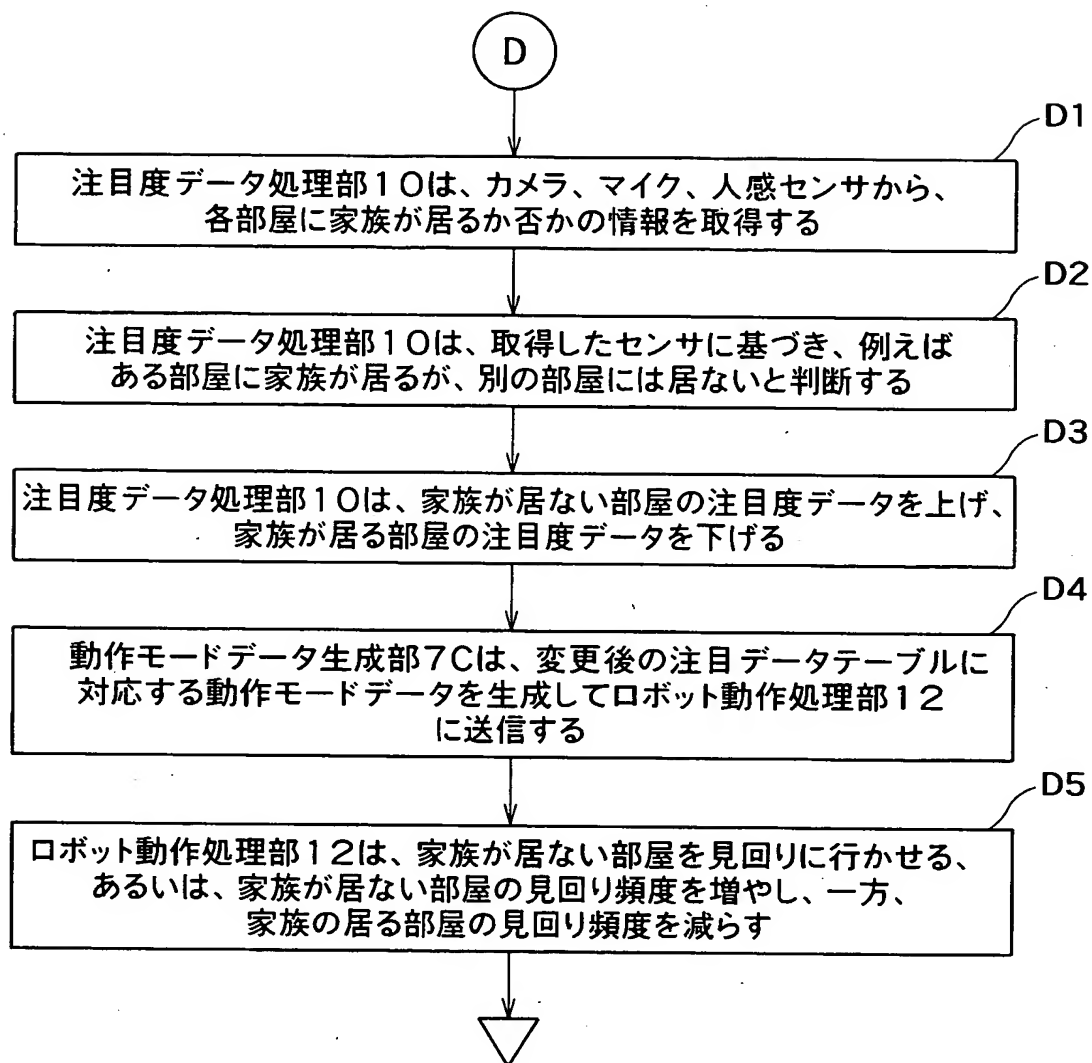 D
D1
注目度データ処理部10は、カメラ、マイク、人感センサから、
各部屋に家族が居るか否かの情報を取得する
D2
注目度データ処理部10は、取得したセンサに基づき、例えば
ある部屋に家族が居るが、別の部屋には居ないと判断する
D3
注目度データ処理部10は、家族が居ない部屋の注目度データを上げ、
家族が居る部屋の注目度データを下げる
D4
動作モードデータ生成部7Cは、変更後の注目データテーブルに
対応する動作モードデータを生成してロボット動作処理部12
に送信する
D5
ロボット動作処理部12は、家族が居ない部屋を見回りに行かせる、
あるいは、家族が居ない部屋の見回り頻度を増やし、一方、
家族の居る部屋の見回り頻度を減らす